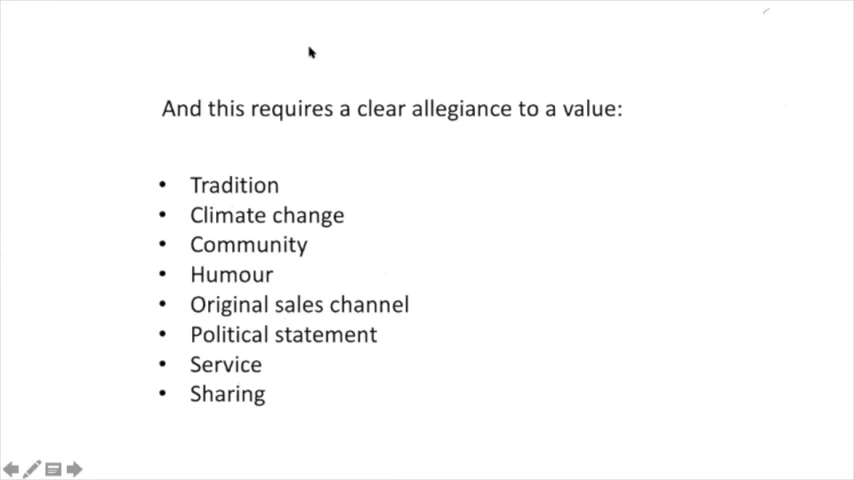 And this requires a clear allegiance to a value:
• Tradition
• Climate change
• Community
• Humour
• Original sales channel
• Political statement
• Service
• Sharing